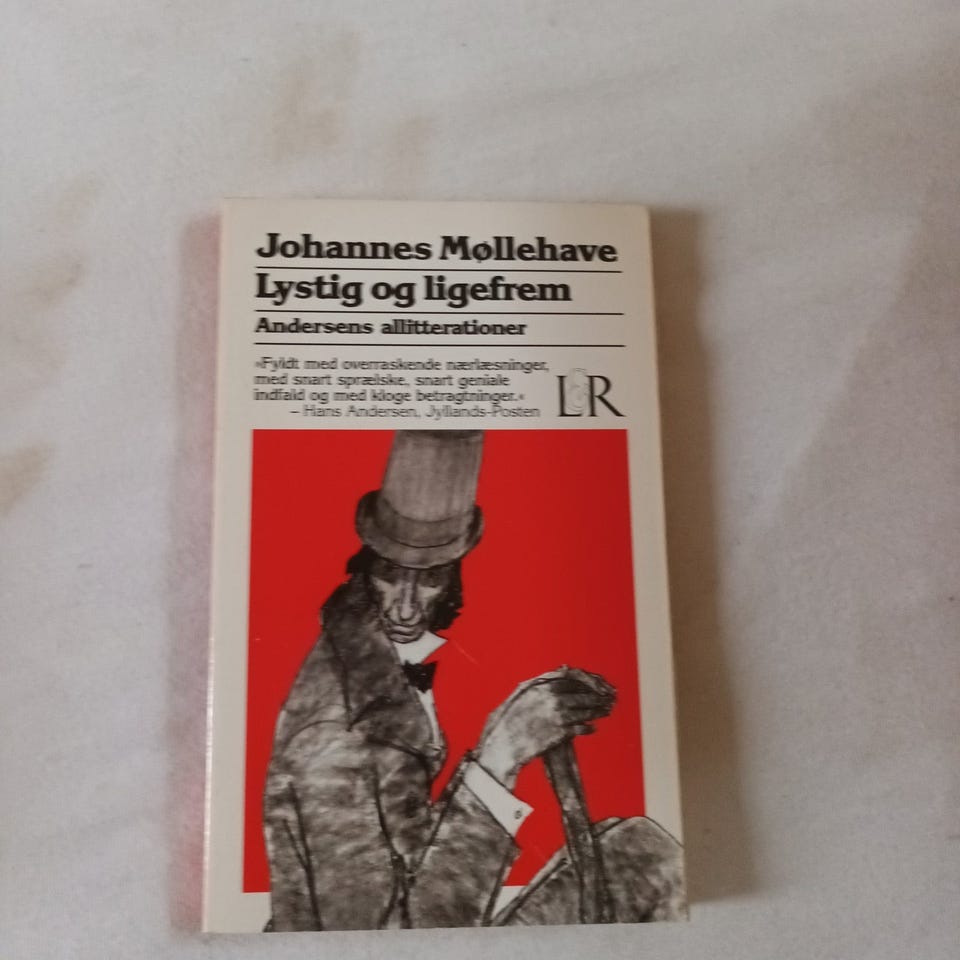 Johannes Møllehave
Lystig og ligefrem
Andersens allitterationer
»Fyldt med overraskende nærlæsninger,
med snart sprælske, snart geniale
indfald og med kloge betragtninger.«
– Hans Andersen, Jyllands-Posten
L&R